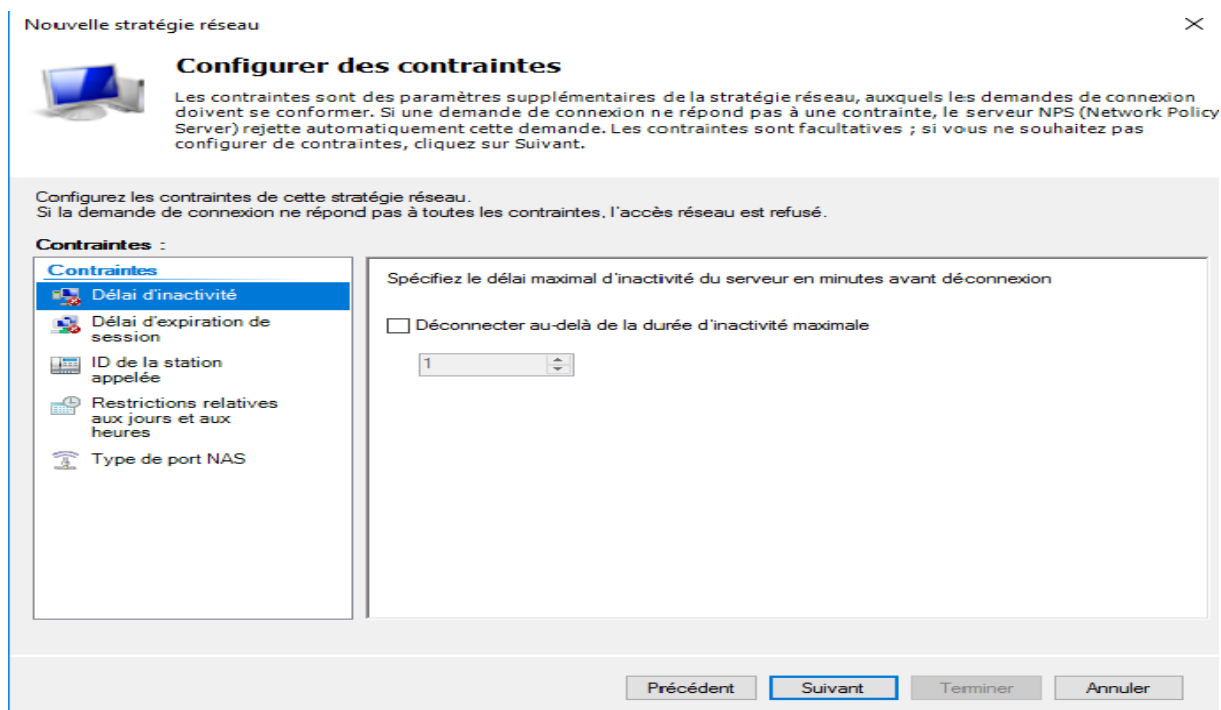 Nouvelle stratégie réseau
Configurer des contraintes
Les contraintes sont des paramètres supplémentaires de la stratégie réseau, auxquels les demandes de connexion
doivent se conformer. Si une demande de connexion ne répond pas à une contrainte, le serveur NPS (Network Policy
Server) rejette automatiquement cette demande. Les contraintes sont facultatives ; si vous ne souhaitez pas
configurer de contraintes, cliquez sur Suivant.
Configurez les contraintes de cette stratégie réseau.
Si la demande de connexion ne répond pas à toutes les contraintes, l'accès réseau est refusé.
Contraintes :
Contraintes
Délai d'inactivité
Délai d'expiration de
session
ID de la station
appelée
Restrictions relatives
aux jours et aux
heures
Type de port NAS
Spécifiez le délai maximal d'inactivité du serveur en minutes avant déconnexion
Déconnecter au-delà de la durée d'inactivité maximale
1
Précédent
Suivant
Terminer
Annuler